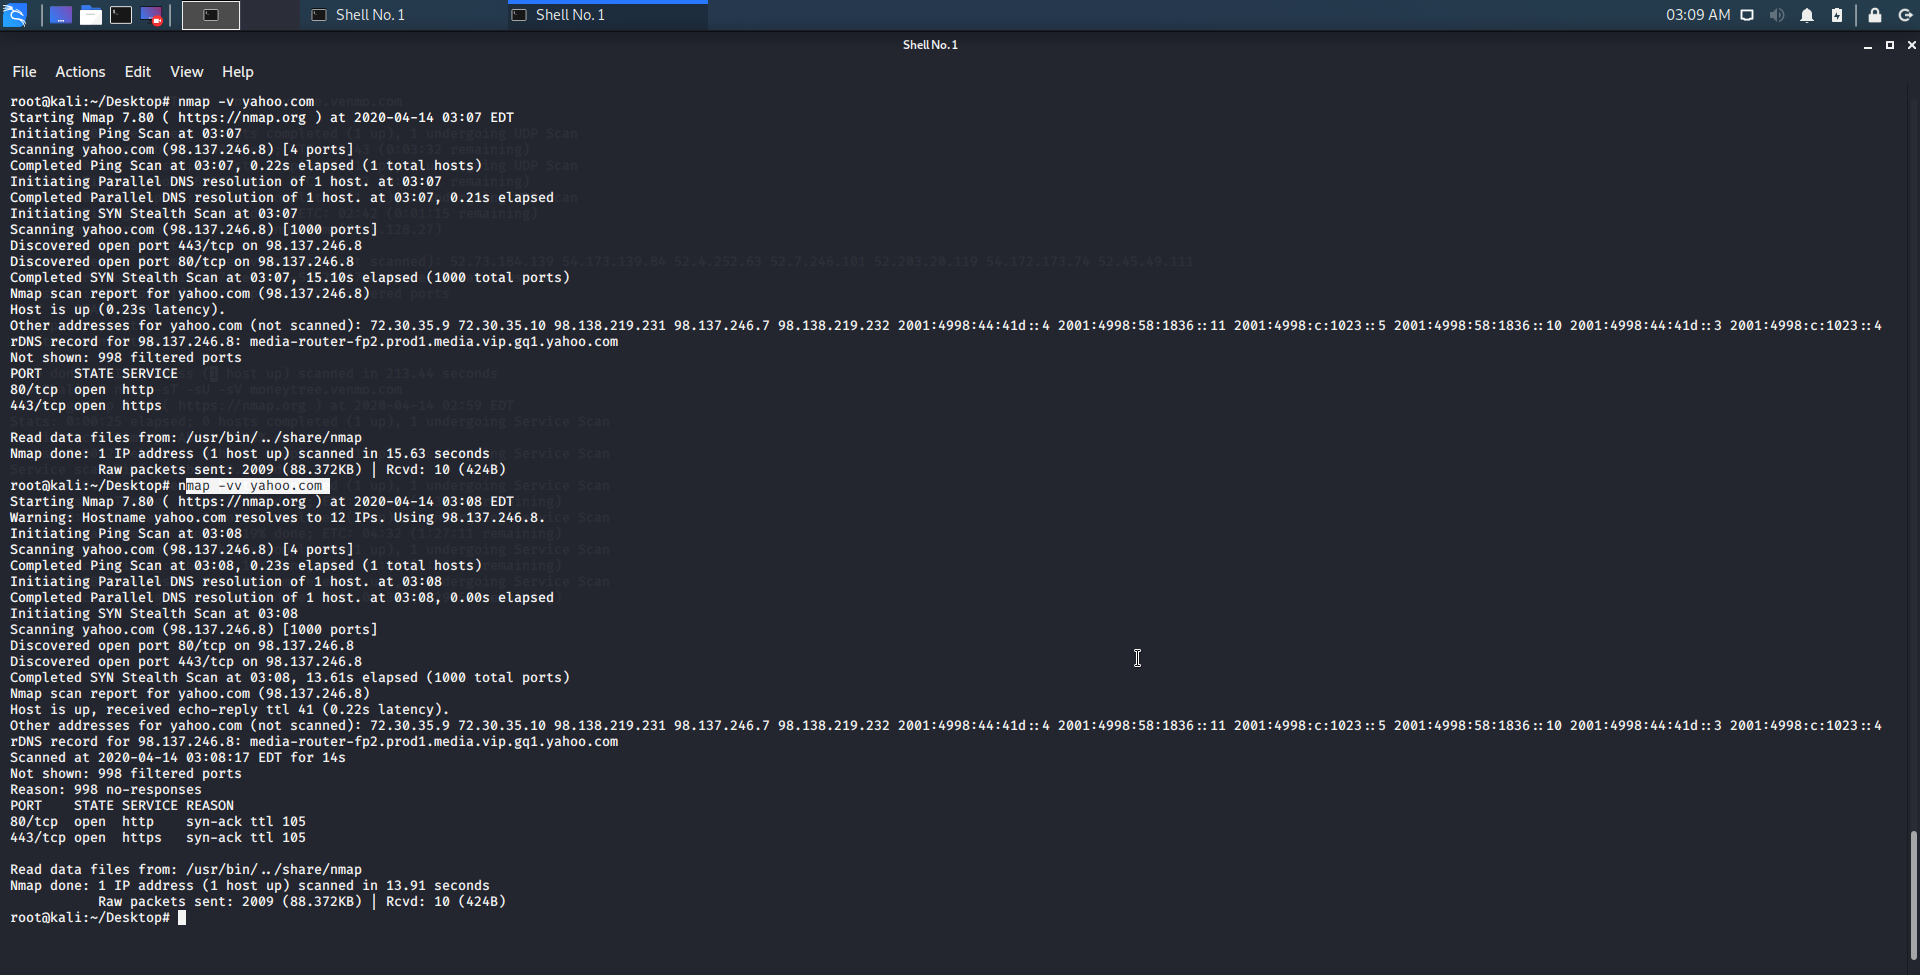 Shell No. 1
Shell No. 1
03:09 AM
Shell No. 1
File Actions Edit View Help
root@kali:~/Desktop# nmap -v yahoo.com
Starting Nmap 7.80 ( https://nmap.org ) at 2020-04-14 03:07 EDT
Initiating Ping Scan at 03:07
Scanning yahoo.com (98.137.246.8) [4 ports]
Completed Ping Scan at 03:07, 0.22s elapsed (1 total hosts)
Initiating Parallel DNS resolution of 1 host. at 03:07
Completed Parallel DNS resolution of 1 host. at 03:07, 0.21s elapsed
Initiating SYN Stealth Scan at 03:07
Scanning yahoo.com (98.137.246.8) [1000 ports]
Discovered open port 443/tcp on 98.137.246.8
Discovered open port 80/tcp on 98.137.246.8
Completed SYN Stealth Scan at 03:07, 15.10s elapsed (1000 total ports)
Nmap scan report for yahoo.com (98.137.246.8)
Host is up (0.23s latency).
Other addresses for yahoo.com (not scanned): 72.30.35.9 72.30.35.10 98.138.219.231 98.137.246.7 98.138.219.232 2001:4998:44:41d::4 2001:4998:58:1836::11 2001:4998:c:1023::5 2001:4998:58:1836::10 2001:4998:44:41d::3 2001:4998:c:1023::4
rDNS record for 98.137.246.8: media-router-fp2.prod1.media.vip.gq1.yahoo.com
Not shown: 998 filtered ports
PORT    STATE SERVICE
80/tcp  open  http
443/tcp open  https
Read data files from: /usr/bin/../share/nmap
Nmap done: 1 IP address (1 host up) scanned in 15.63 seconds
Raw packets sent: 2009 (88.372KB) | Rcvd: 10 (424B)
root@kali:~/Desktop# nmap -vv yahoo.com
Starting Nmap 7.80 ( https://nmap.org ) at 2020-04-14 03:08 EDT
Warning: Hostname yahoo.com resolves to 12 IPs. Using 98.137.246.8.
Initiating Ping Scan at 03:08
Scanning yahoo.com (98.137.246.8) [4 ports]
Completed Ping Scan at 03:08, 0.23s elapsed (1 total hosts)
Initiating Parallel DNS resolution of 1 host. at 03:08
Completed Parallel DNS resolution of 1 host. at 03:08, 0.00s elapsed
Initiating SYN Stealth Scan at 03:08
Scanning yahoo.com (98.137.246.8) [1000 ports]
Discovered open port 80/tcp on 98.137.246.8
Discovered open port 443/tcp on 98.137.246.8
Completed SYN Stealth Scan at 03:08, 13.61s elapsed (1000 total ports)
Nmap scan report for yahoo.com (98.137.246.8)
Host is up, received echo-reply ttl 41 (0.22s latency).
Other addresses for yahoo.com (not scanned): 72.30.35.9 72.30.35.10 98.138.219.231 98.137.246.7 98.138.219.232 2001:4998:44:41d::4 2001:4998:58:1836::11 2001:4998:c:1023::5 2001:4998:58:1836::10 2001:4998:44:41d::3 2001:4998:c:1023::4
rDNS record for 98.137.246.8: media-router-fp2.prod1.media.vip.gq1.yahoo.com
Scanned at 2020-04-14 03:08:17 EDT for 14s
Not shown: 998 filtered ports
Reason: 998 no-responses
PORT    STATE SERVICE REASON
80/tcp  open  http    syn-ack ttl 105
443/tcp open  https   syn-ack ttl 105
Read data files from: /usr/bin/../share/nmap
Nmap done: 1 IP address (1 host up) scanned in 13.91 seconds
Raw packets sent: 2009 (88.372KB) | Rcvd: 10 (424B)
root@kali:~/Desktop#